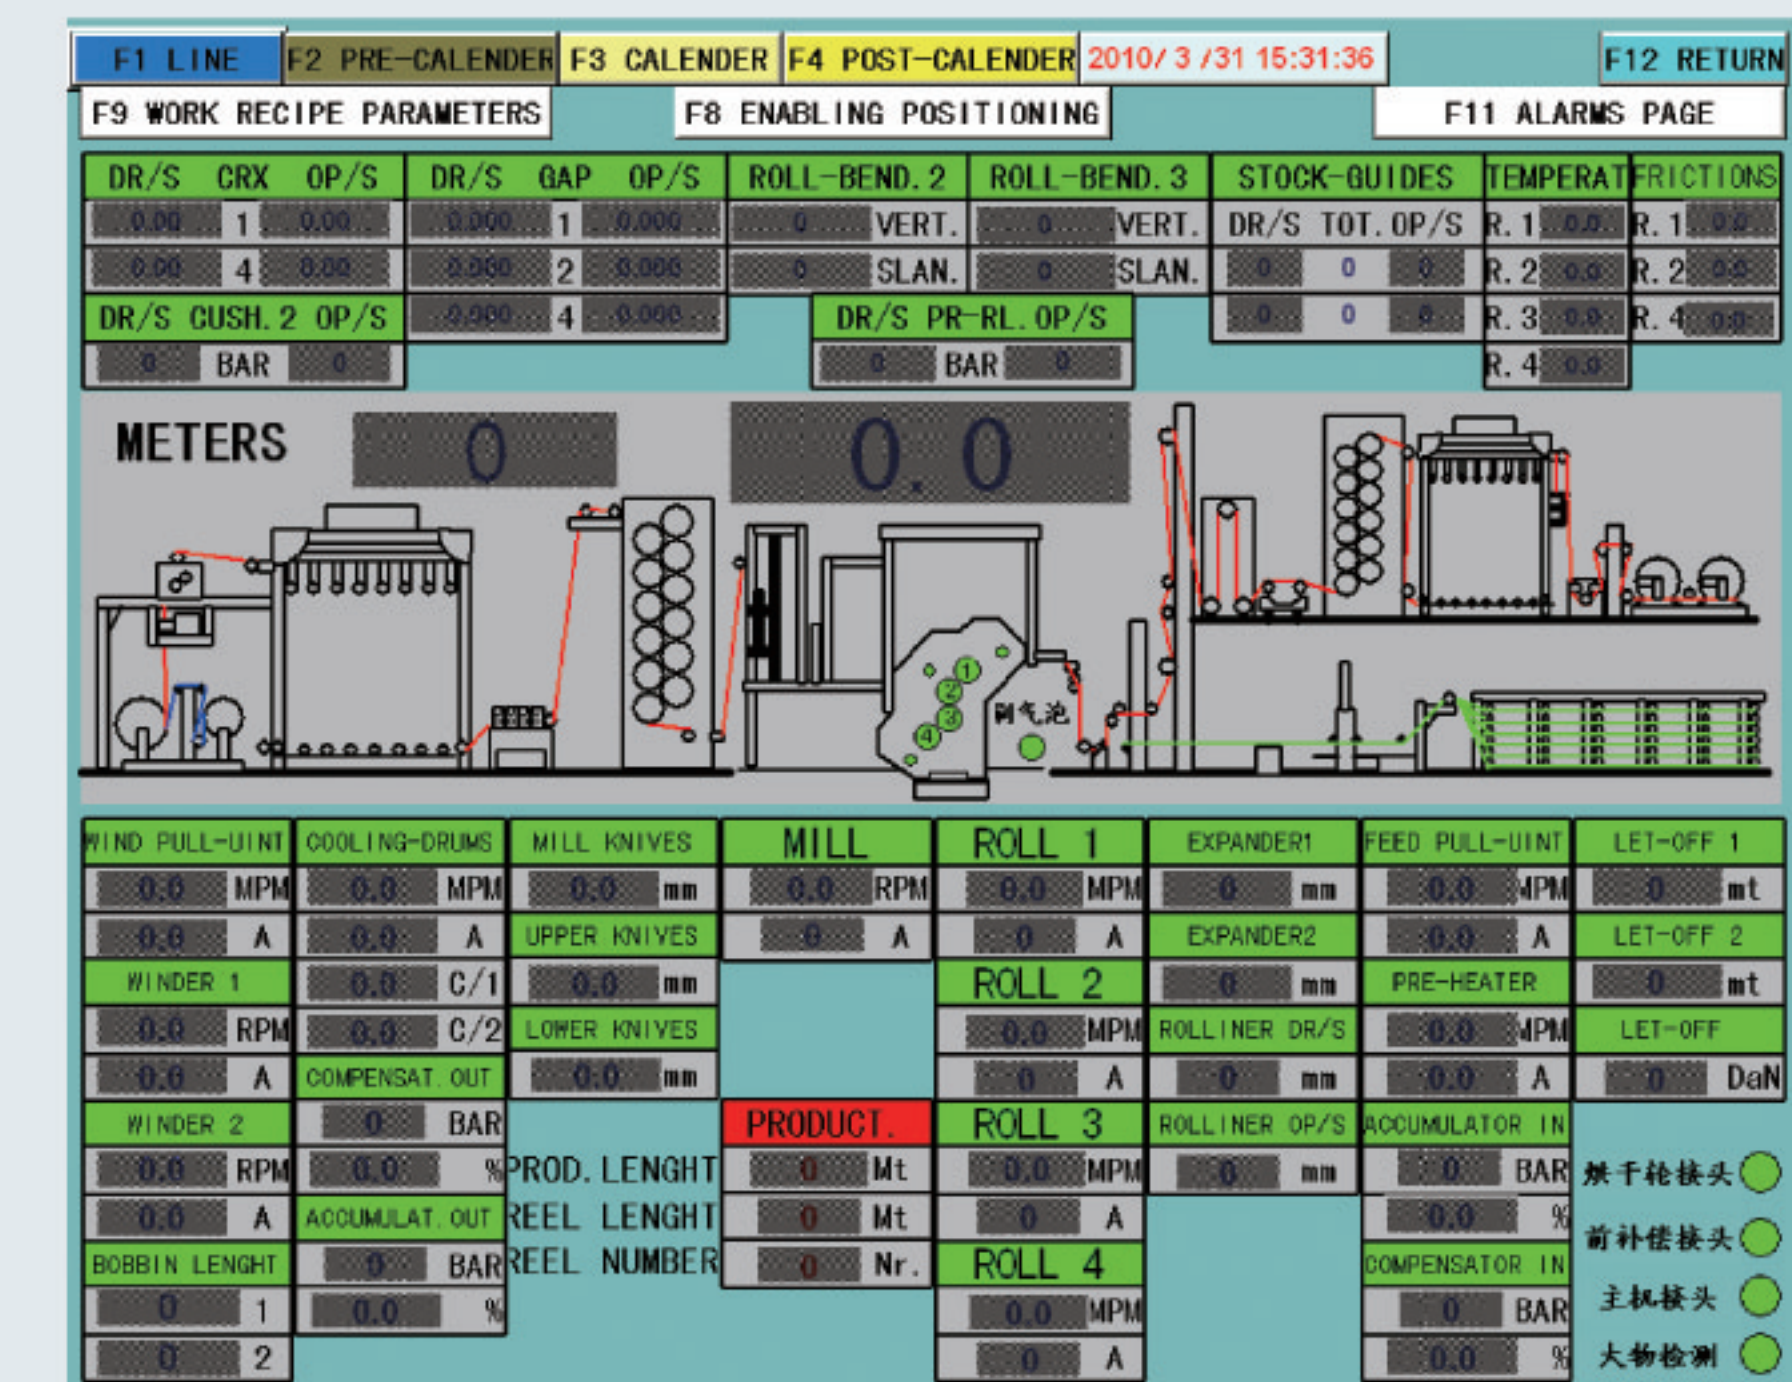 F1 LINE F2 PRE-CALENDER F3 CALENDER F4 POST-CALENDER 2010/ 3 /31 15:31:36 F12 RETURN
F9 WORK RECIPE PARAMETERS F8 ENABLING POSITIONING F11 ALARMS PAGE
DR/S CRX OP/S DR/S GAP OP/S ROLL-BEND.2 ROLL-BEND.3 STOCK-GUIDES TEMPERAT FRICTIONS
0.00 1 0.00 0.000 1 0.000 0 VERT. 0 VERT. DR/S TOT.OP/S R.1 0.0 R.1 0.0
0.00 4 0.00 0.000 2 0.000 0 SLAN. 0 SLAN. 0 0 0 R.2 0.0 R.2 0.0
DR/S CUSH.2 OP/S 0.000 4 0.000 DR/S PR-RL.OP/S 0 0 0 R.3 0.0 R.4 0.0
0 BAR 0 0 BAR 0 R.4 0.0
METERS 0 0.0
1
2
3
4
气泡
WIND PULL-UINT COOLING-DRUMS MILL KNIVES MILL ROLL 1 EXPANDER1 FEED PULL-UINT LET-OFF 1
0.0 MPM 0.0 MPM 0.0 mm 0.0 RPM 0.0 MPM 0 mm 0.0 MPM 0 mt
0.0 A 0.0 A UPPER KNIVES 0 A 0 A EXPANDER2 0.0 A LET-OFF 2
WINDER 1 0.0 C/1 0.0 mm ROLL 2 0 mm PRE-HEATER 0 mt
0.0 RPM 0.0 C/2 LOWER KNIVES 0.0 MPM ROLLINER DR/S 0.0 MPM LET-OFF
0.0 A COMPENSAT.OUT 0.0 mm 0 A 0 mm 0.0 A 0 DaN
WINDER 2 0 BAR PRODUCT. ROLL 3 ROLLINER OP/S ACCUMULATOR IN
0.0 RPM 0.0 % PROD.LENGHT 0 Mt 0.0 MPM 0 mm 0 BAR 烘干轮接头
0.0 A ACCUMULAT.OUT REEL LENGHT 0 Mt 0 A 0.0 %
BOBBIN LENGHT 0 BAR REEL NUMBER 0 Nr. ROLL 4 COMPENSATOR IN 前补偿接头
0 1 0.0 % 0.0 MPM 0 BAR 主机接头
0 2 0 A 0.0 % 大物检测